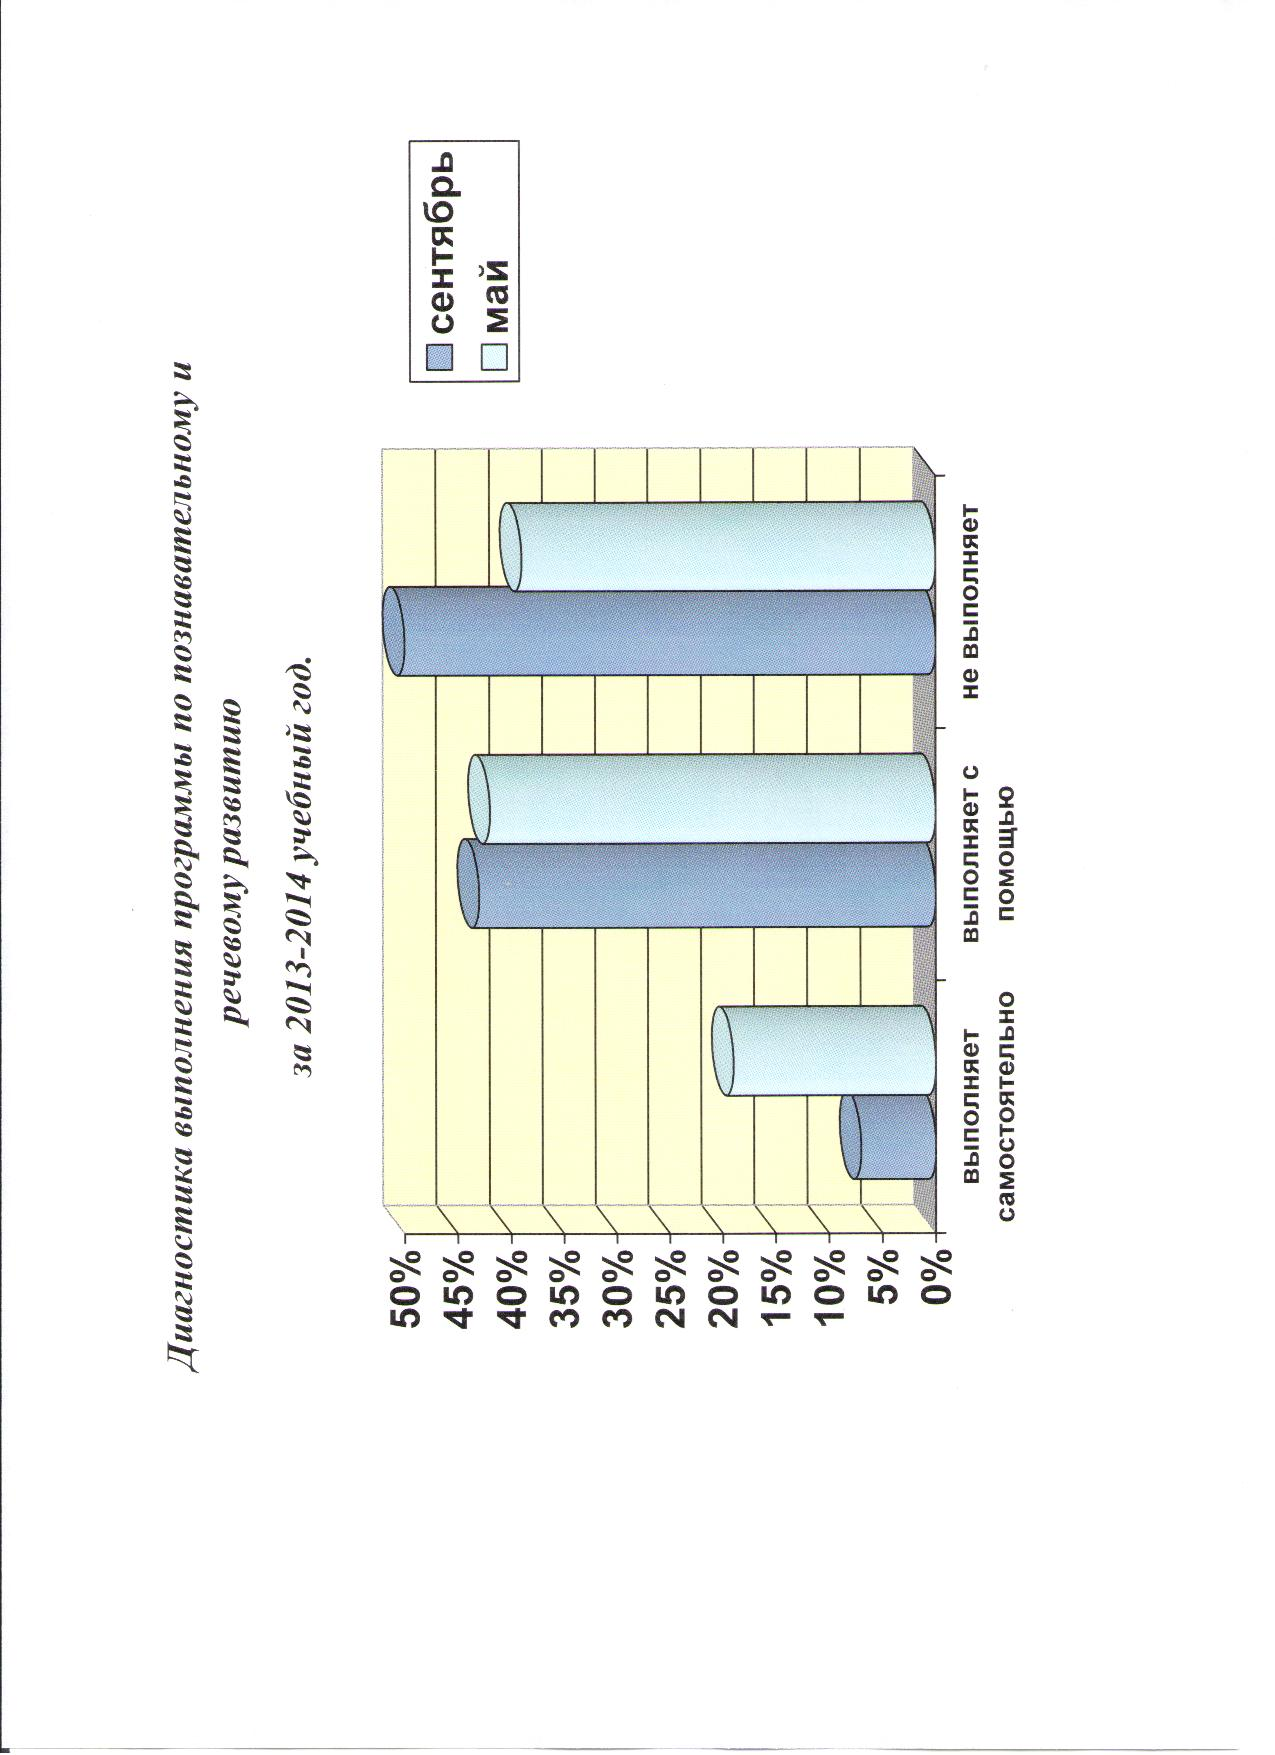 Диагностика выполнения программы по познавательному и
речевому развитию
за 2013-2014 учебный год.
50%
45%
40%
35%
30%
25%
20%
15%
10%
5%
0%
выполняет
самостоятельно
выполняет с
помощью
не выполняет
сентябрь
май